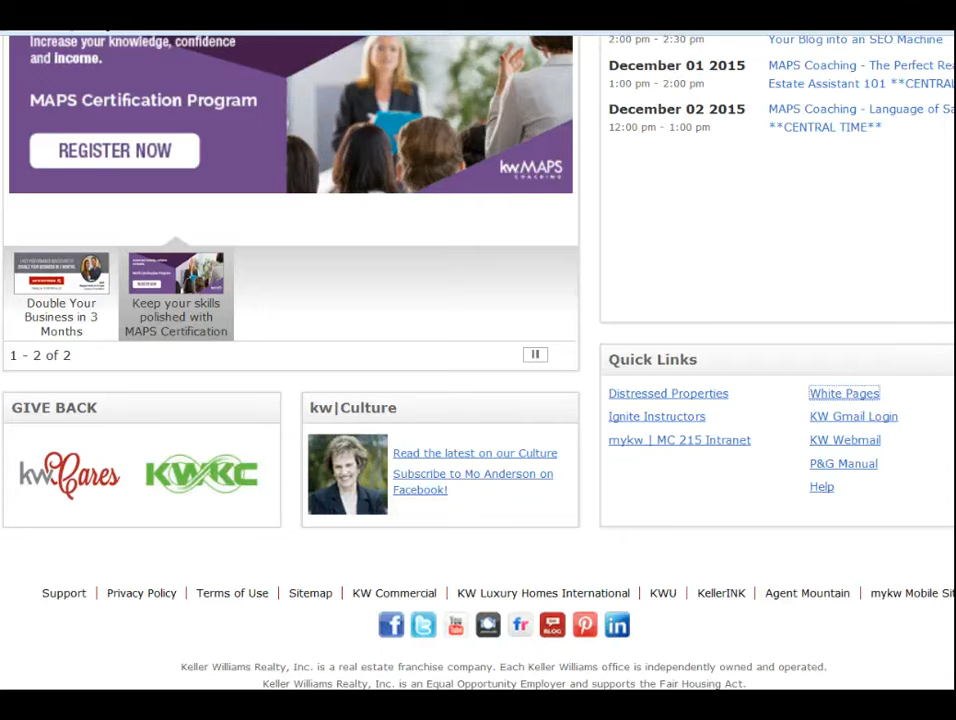 Increase your knowledge, confidence
and Income.
MAPS Certification Program
REGISTER NOW
kwMAPS
COACHING
2:00 pm - 2:30 pm
Your Blog into an SEO Machine
December 01 2015
MAPS Coaching - The Perfect Rea
1:00 pm - 2:00 pm
Estate Assistant 101 **CENTRAL
December 02 2015
MAPS Coaching - Language of Sa
12:00 pm - 1:00 pm
**CENTRAL TIME**
Double Your
Business in 3
Months
Keep your skills
polished with
MAPS Certification
1 - 2 of 2
GIVE BACK
kwCares
KWKC
kw|Culture
Read the latest on our Culture
Subscribe to Mo Anderson on
Facebook!
Quick Links
Distressed Properties
White Pages
Ignite Instructors
KW Gmail Login
mykw | MC 215 Intranet
KW Webmail
P&G Manual
Help
Support | Privacy Policy | Terms of Use | Sitemap | KW Commercial | KW Luxury Homes International | KWU | KellerINK | Agent Mountain | mykw Mobile Sit
You Tube
fr
BLOG
in
Keller Williams Realty, Inc. is a real estate franchise company. Each Keller Williams office is independently owned and operated.
Keller Williams Realty, Inc. is an Equal Opportunity Employer and supports the Fair Housing Act.